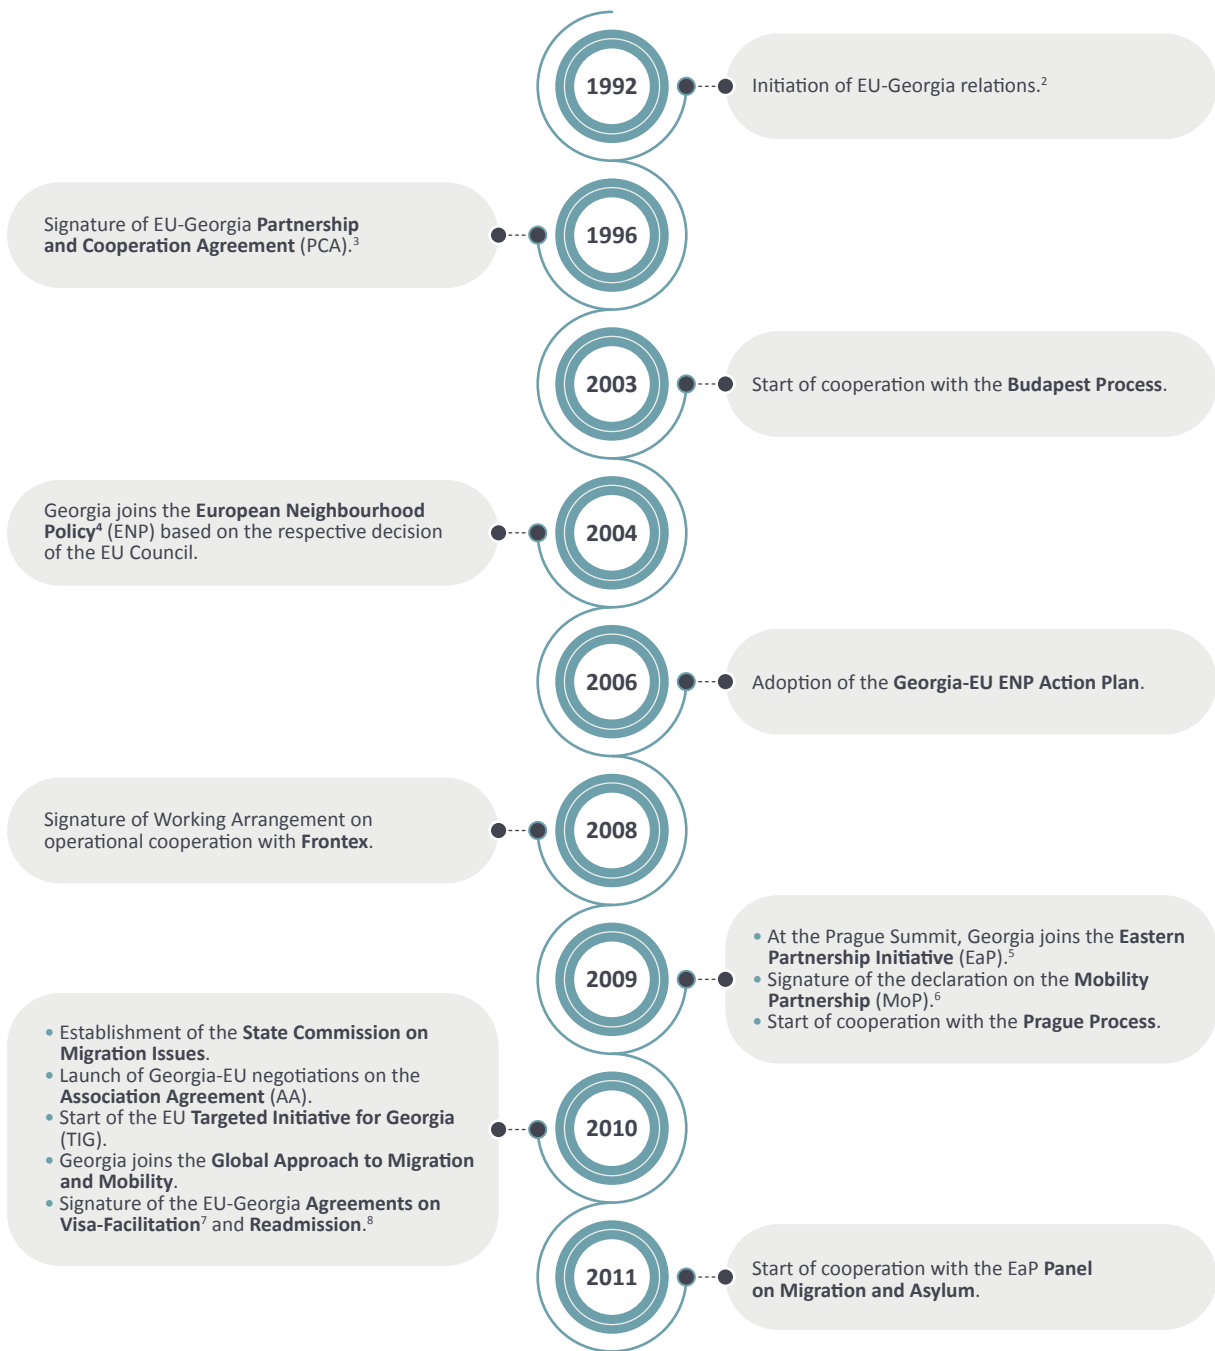 1992
Initiation of EU-Georgia relations.²
Signature of EU-Georgia Partnership
and Cooperation Agreement (PCA).³
1996
2003
Start of cooperation with the Budapest Process.
Georgia joins the European Neighbourhood
Policy⁴ (ENP) based on the respective decision
of the EU Council.
2004
2006
Adoption of the Georgia-EU ENP Action Plan.
Signature of Working Arrangement on
operational cooperation with Frontex.
2008
2009
• At the Prague Summit, Georgia joins the Eastern
Partnership Initiative (EaP).⁵
• Signature of the declaration on the Mobility
Partnership (MoP).⁶
• Start of cooperation with the Prague Process.
• Establishment of the State Commission on
Migration Issues.
• Launch of Georgia-EU negotiations on the
Association Agreement (AA).
• Start of the EU Targeted Initiative for Georgia
(TIG).
• Georgia joins the Global Approach to Migration
and Mobility.
• Signature of the EU-Georgia Agreements on
Visa-Facilitation⁷ and Readmission.⁸
2010
2011
Start of cooperation with the EaP Panel
on Migration and Asylum.